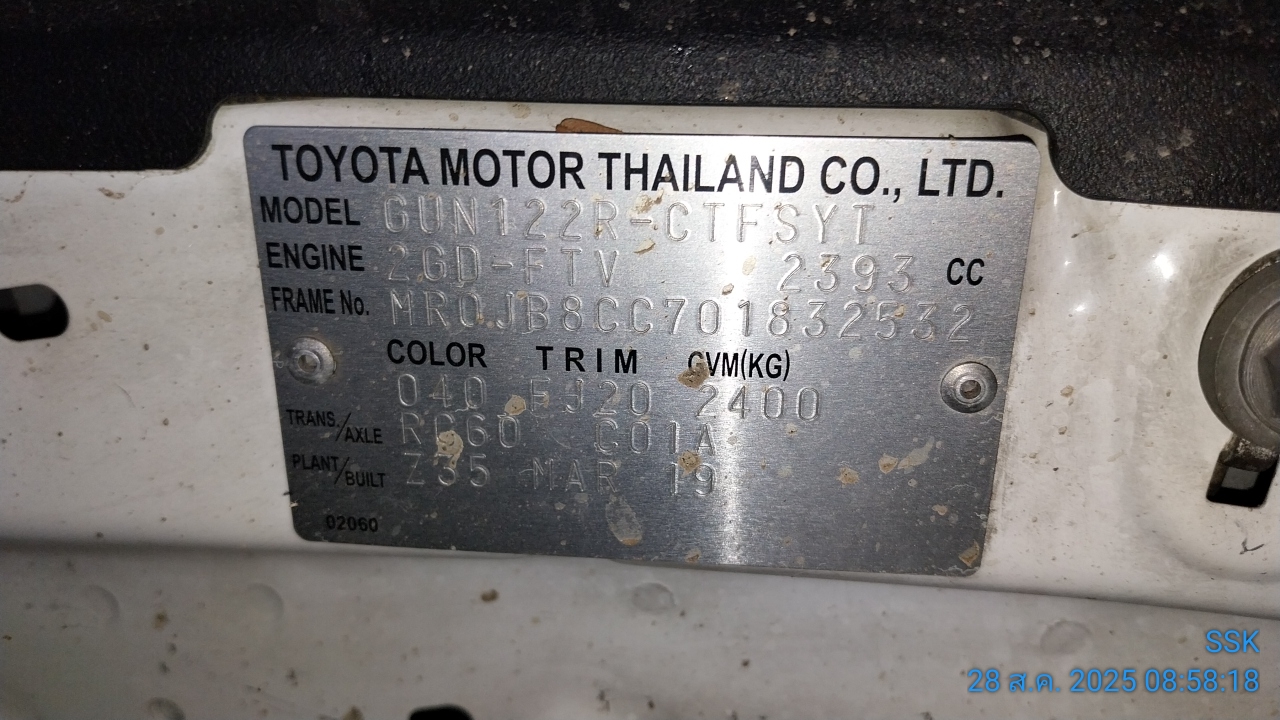 TOYOTA MOTOR THAILAND CO., LTD.
MODEL GUN122R-CTFSYT
ENGINE 2GD-FTV 2393 CC
FRAME No. MR0JB8CC701832532
COLOR TRIM GVM(KG)
040 FJ20 2400
TRANS./AXLE RC60 C01A
PLANT/BUILT Z35 MAR 19
02060
SSK
28 ส.ค. 2025 08:58:18